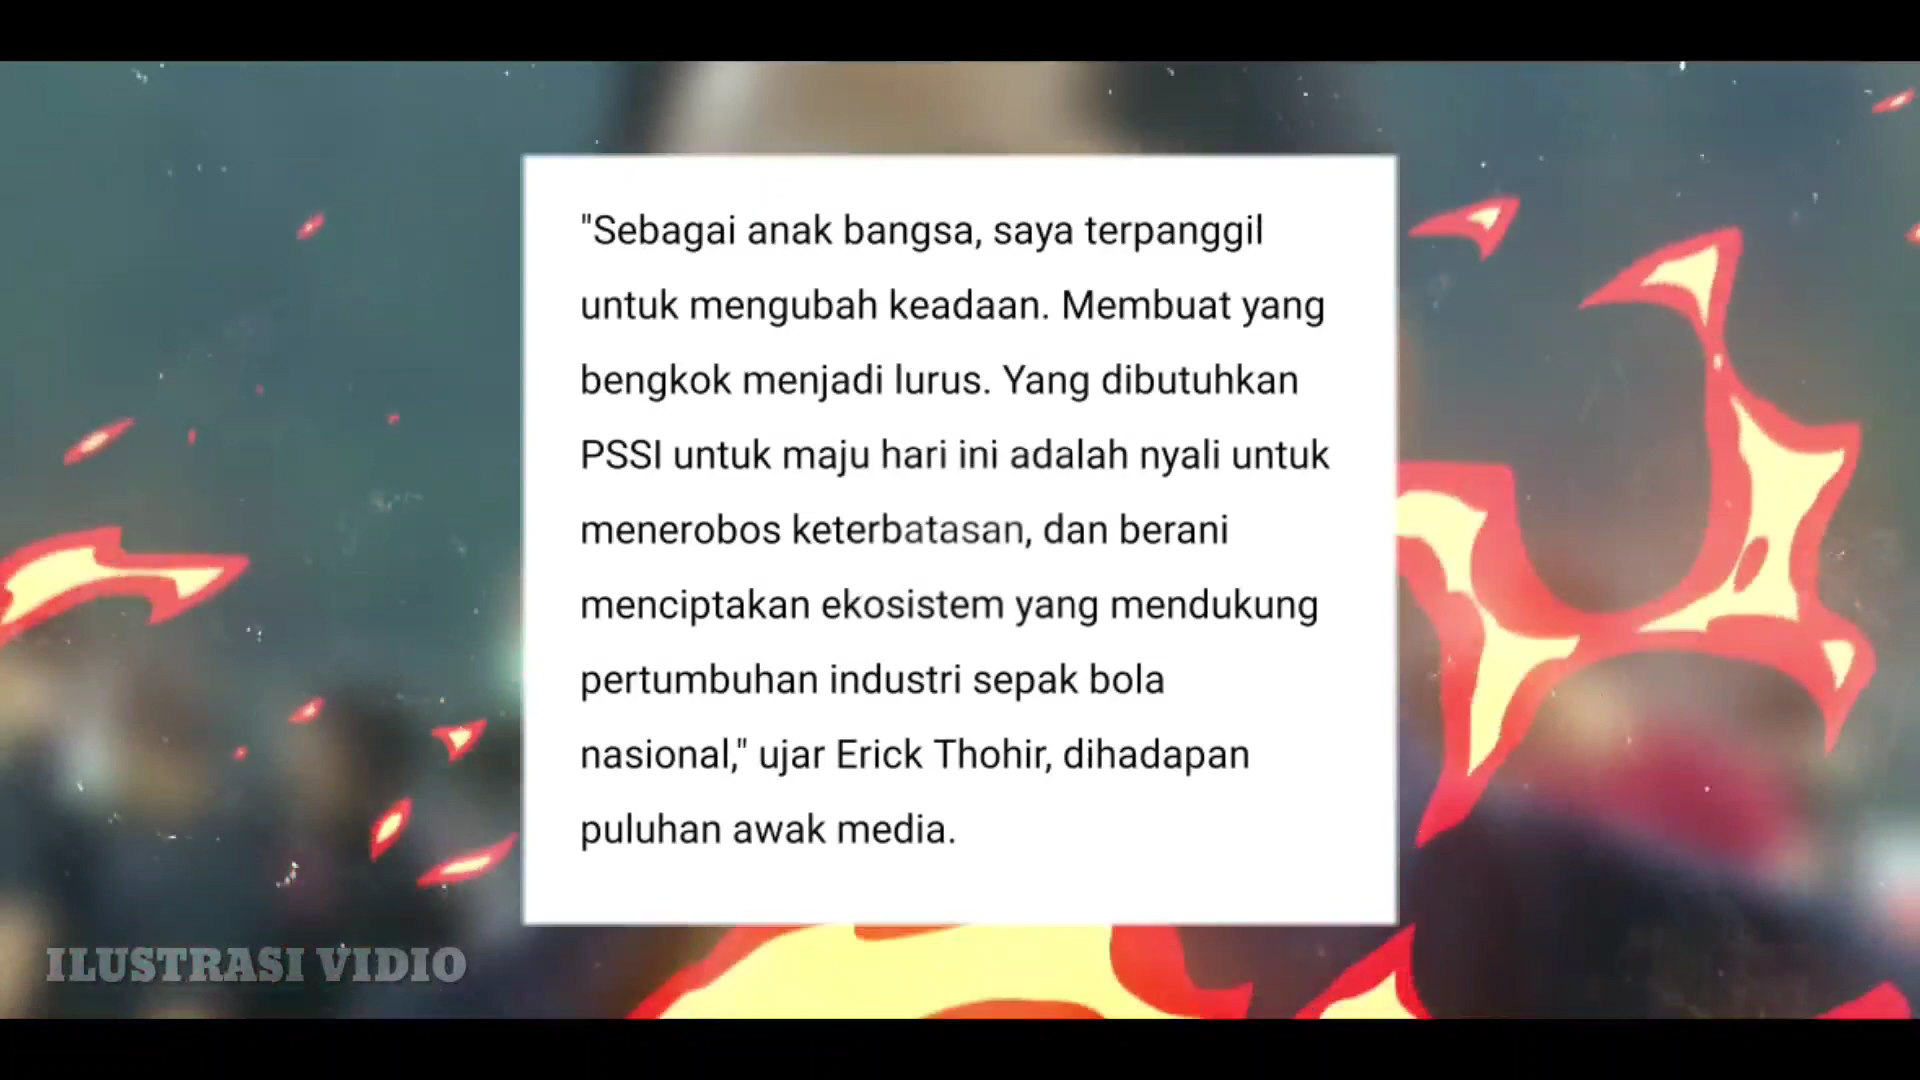 "Sebagai anak bangsa, saya terpanggil
untuk mengubah keadaan. Membuat yang
bengkok menjadi lurus. Yang dibutuhkan
PSSI untuk maju hari ini adalah nyali untuk
menerobos keterbatasan, dan berani
menciptakan ekosistem yang mendukung
pertumbuhan industri sepak bola
nasional," ujar Erick Thohir, dihadapan
puluhan awak media.
ILUSTRASI VIDIO